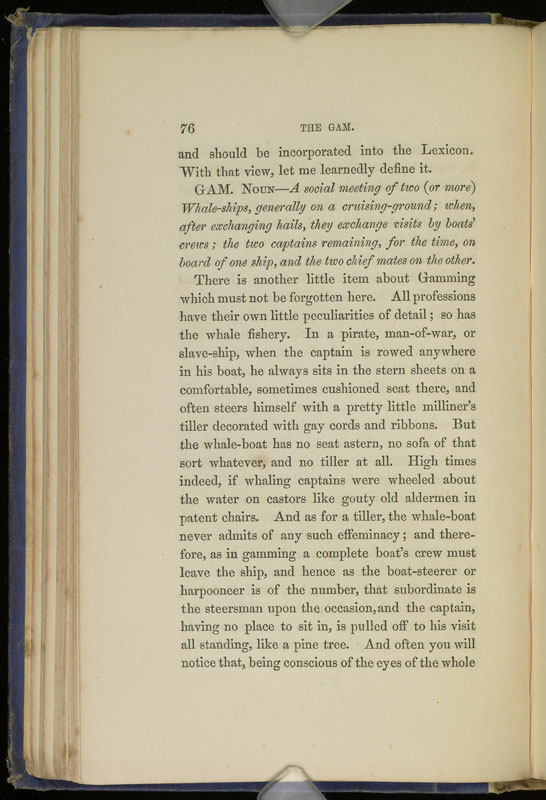 76 THE GAM.
and should be incorporated into the Lexicon.
With that view, let me learnedly define it.
GAM. NOUN—A social meeting of two (or more)
Whale-ships, generally on a cruising-ground; when,
after exchanging hails, they exchange visits by boats'
crews; the two captains remaining, for the time, on
board of one ship, and the two chief mates on the other.
There is another little item about Gamming
which must not be forgotten here. All professions
have their own little peculiarities of detail; so has
the whale fishery. In a pirate, man-of-war, or
slave-ship, when the captain is rowed anywhere
in his boat, he always sits in the stern sheets on a
comfortable, sometimes cushioned seat there, and
often steers himself with a pretty little milliner's
tiller decorated with gay cords and ribbons. But
the whale-boat has no seat astern, no sofa of that
sort whatever, and no tiller at all. High times
indeed, if whaling captains were wheeled about
the water on castors like gouty old aldermen in
patent chairs. And as for a tiller, the whale-boat
never admits of any such effeminacy; and there-
fore, as in gamming a complete boat's crew must
leave the ship, and hence as the boat-steerer or
harpooneer is of the number, that subordinate is
the steersman upon the occasion, and the captain,
having no place to sit in, is pulled off to his visit
all standing, like a pine tree. And often you will
notice that, being conscious of the eyes of the whole